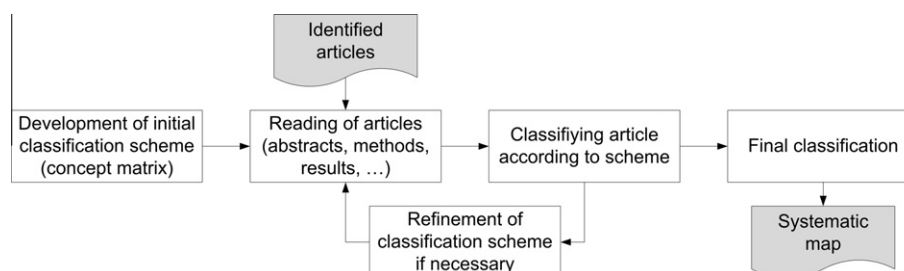 Identified
articles
Development of initial
classification scheme
(concept matrix)
Reading of articles
(abstracts, methods,
results, …)
Classifiying article
according to scheme
Final classification
Refinement of
classification scheme
if necessary
Systematic
map